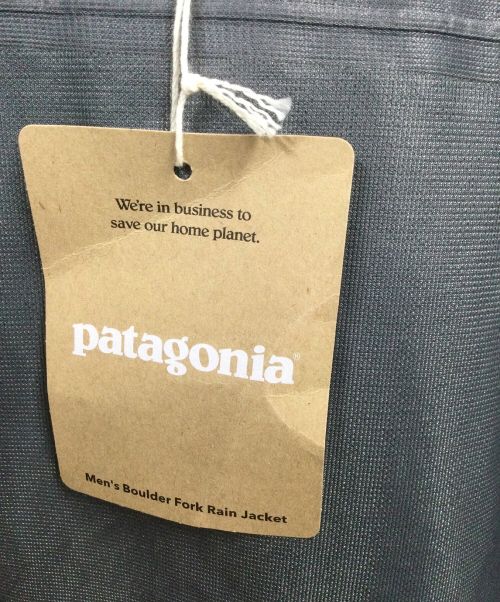 We're in business to
save our home planet.
patagonia®
Men's Boulder Fork Rain Jacket